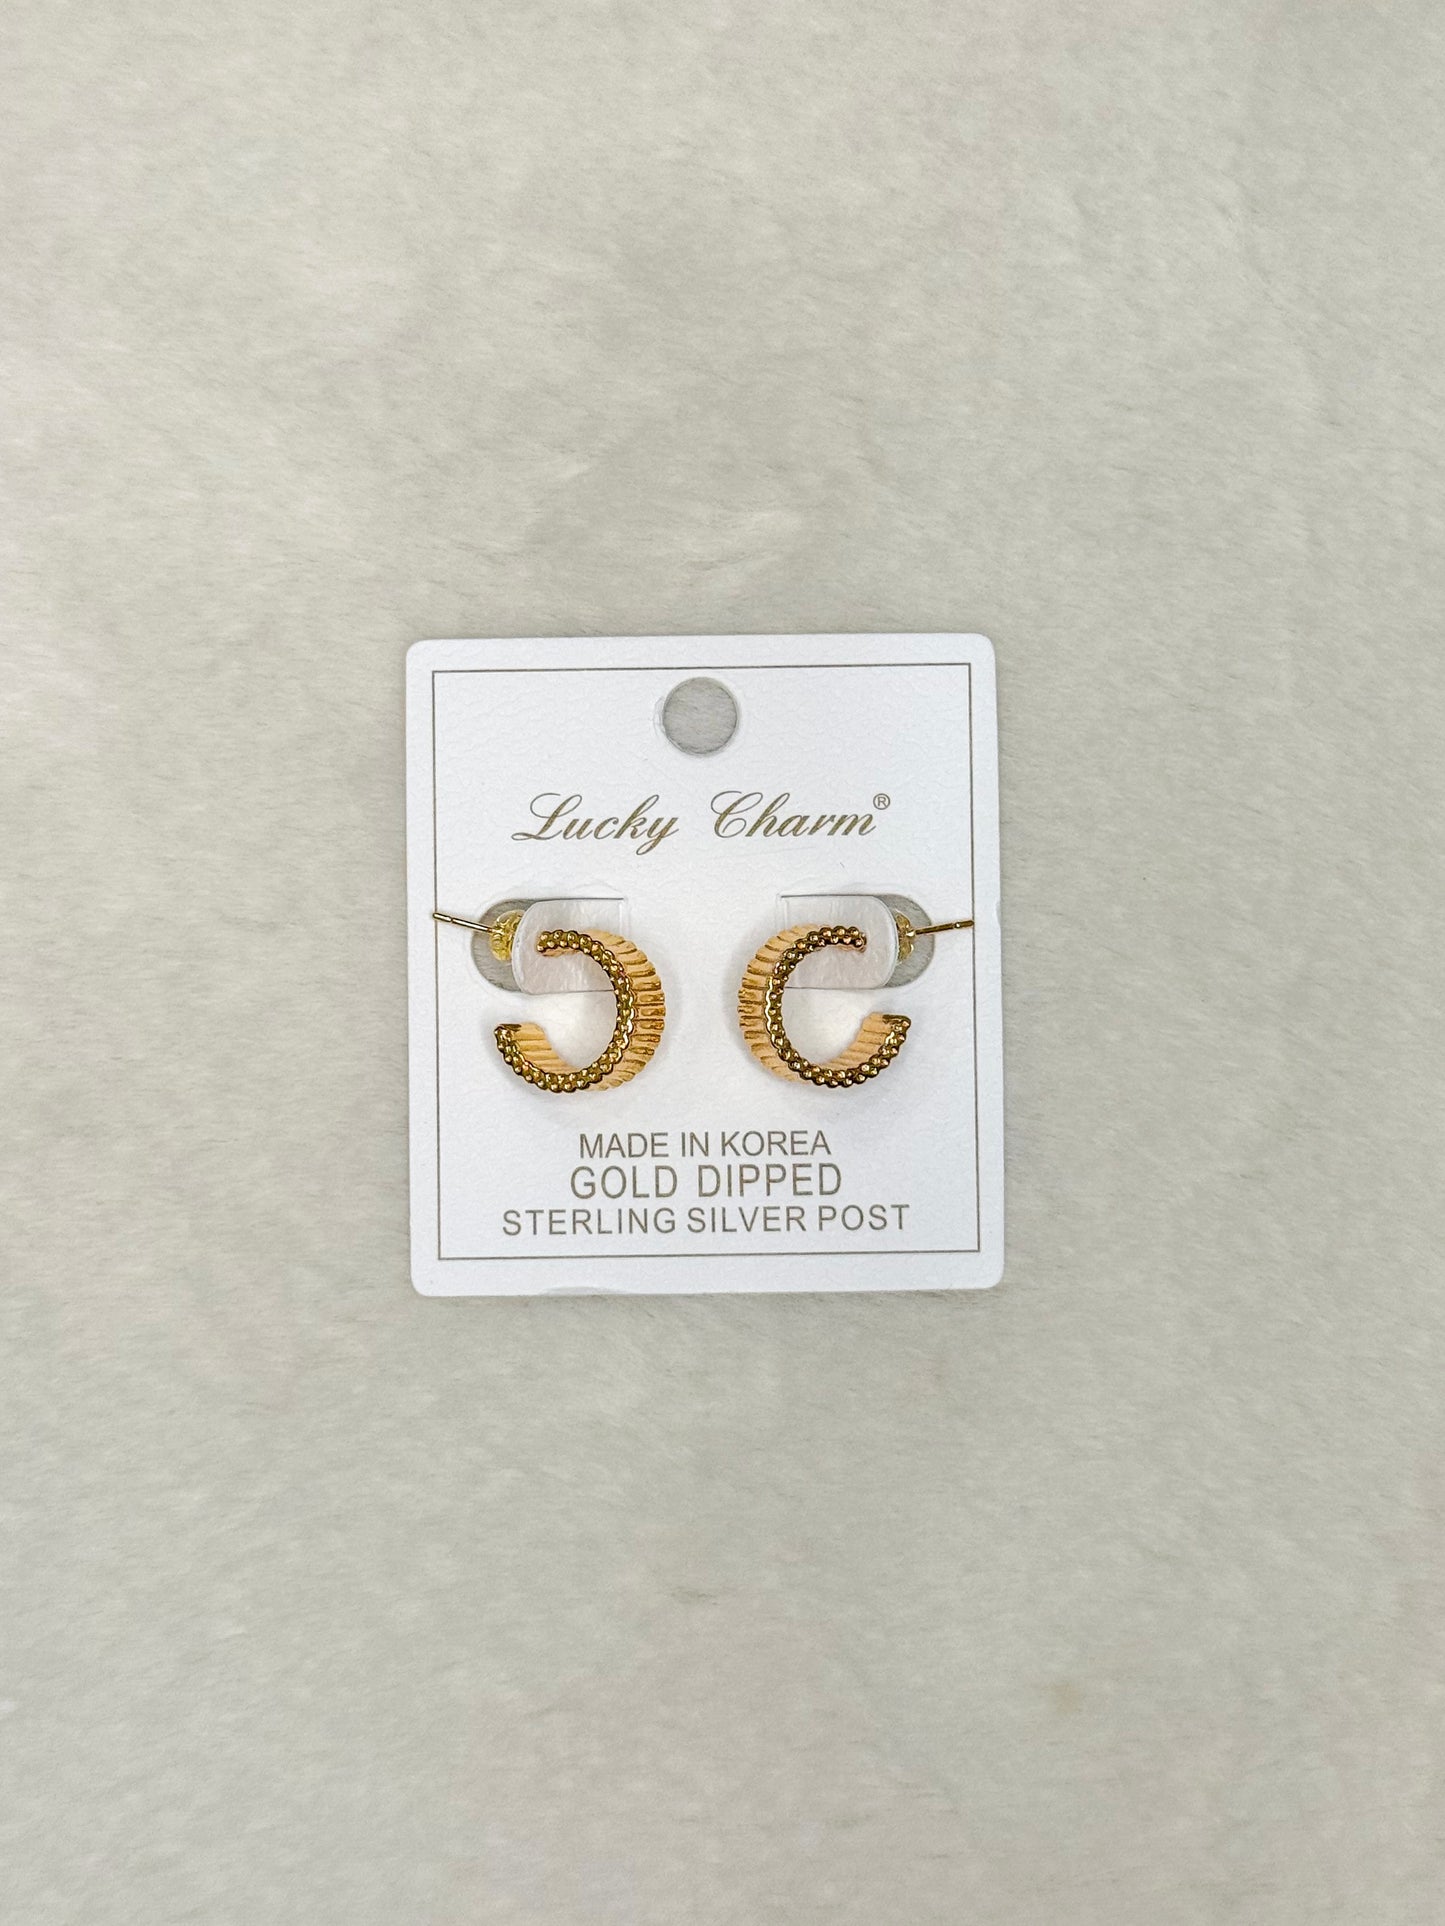 Lucky Charm®
MADE IN KOREA
GOLD DIPPED
STERLING SILVER POST